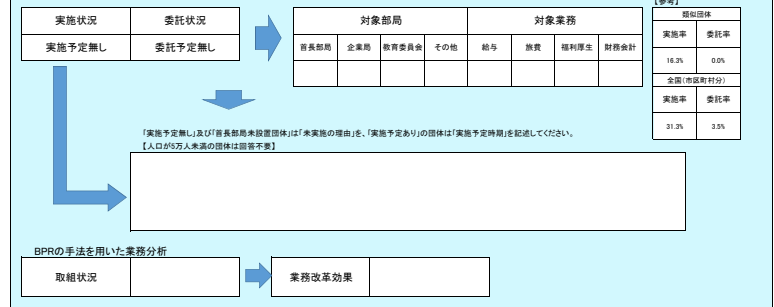 【参考】
実施状況 委託状況
実施予定無し 委託予定無し
対象部局 対象業務
首長部局 企業局 教育委員会 その他 給与 旅費 福利厚生 財務会計
類似団体
実施率 委託率
16.3% 0.0%
全国(市区町村分)
実施率 委託率
31.3% 3.5%
「実施予定無し」及び「首長部局未設置団体」は「未実施の理由」を、「実施予定あり」の団体は「実施予定時期」を記述してください。
【人口が5万人未満の団体は回答不要】
BPRの手法を用いた業務分析
取組状況 業務改革効果